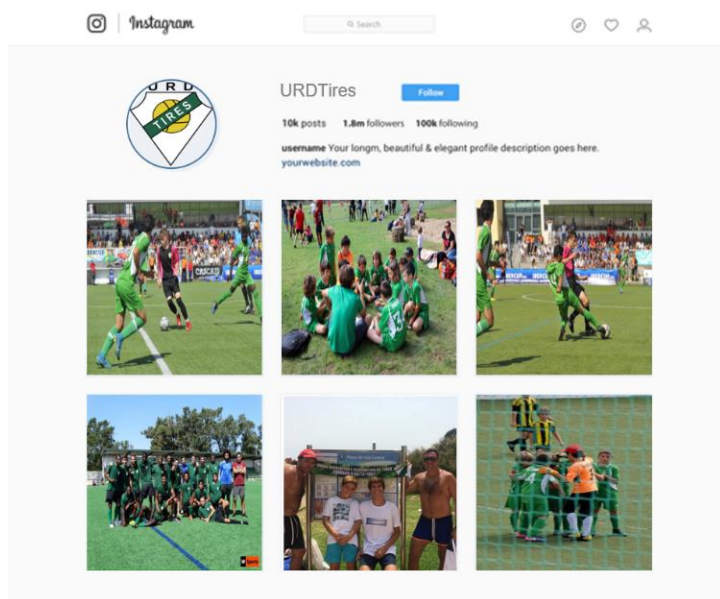 Instagram
Search
URD
TIRES
URDTires
Follow
10k posts 1.8m followers 100k following
username Your longm, beautiful & elegant profile description goes here.
yourwebsite.com
CASCAIS